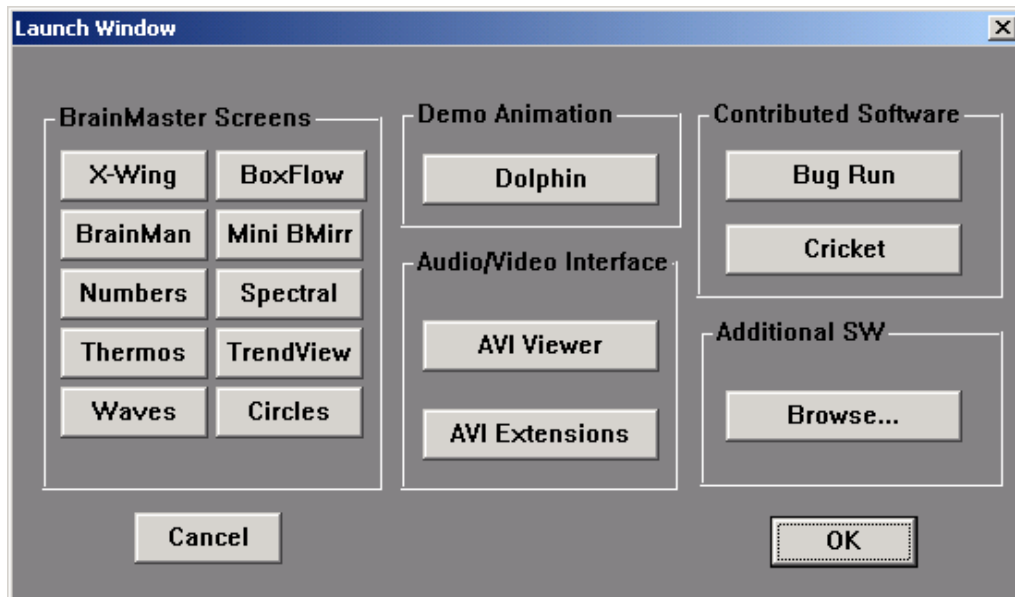 Launch Window
BrainMaster Screens
X-Wing
BoxFlow
BrainMan
Mini BMirr
Numbers
Spectral
Thermos
TrendView
Waves
Circles
Demo Animation
Dolphin
Audio/Video Interface
AVI Viewer
AVI Extensions
Contributed Software
Bug Run
Cricket
Additional SW
Browse...
Cancel
OK